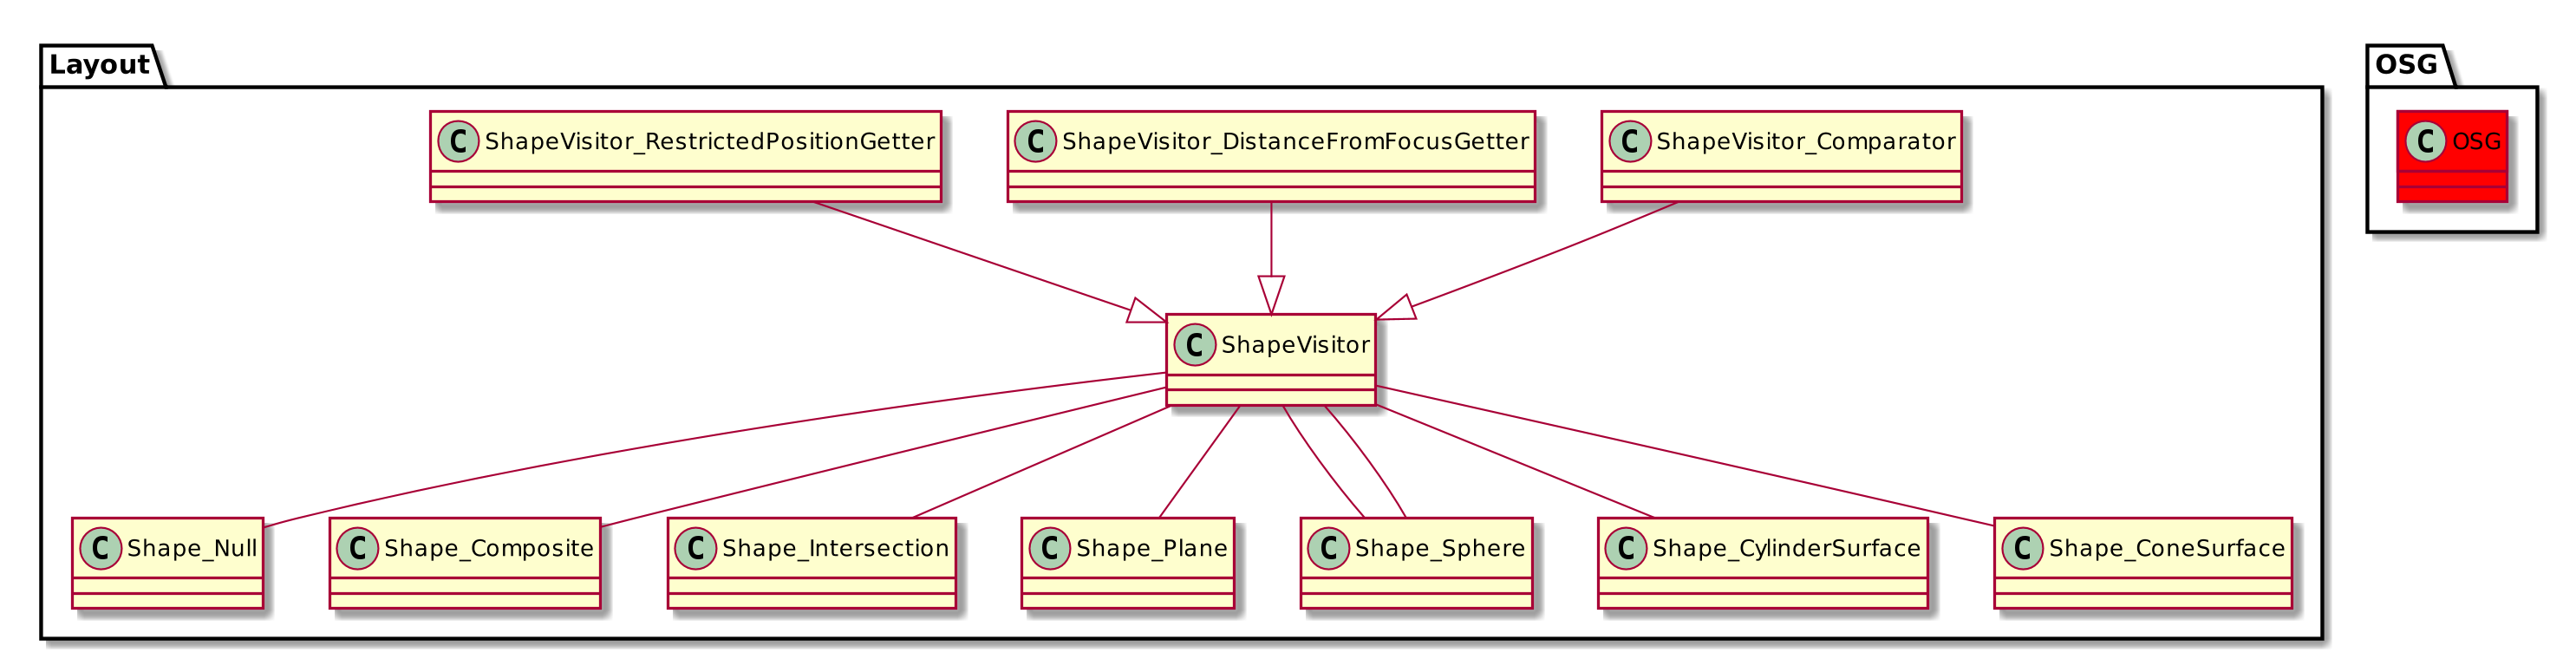 Layout
OSG
C ShapeVisitor_RestrictedPositionGetter
C ShapeVisitor_DistanceFromFocusGetter
C ShapeVisitor_Comparator
C OSG
C ShapeVisitor
C Shape_Null
C Shape_Composite
C Shape_Intersection
C Shape_Plane
C Shape_Sphere
C Shape_CylinderSurface
C Shape_ConeSurface